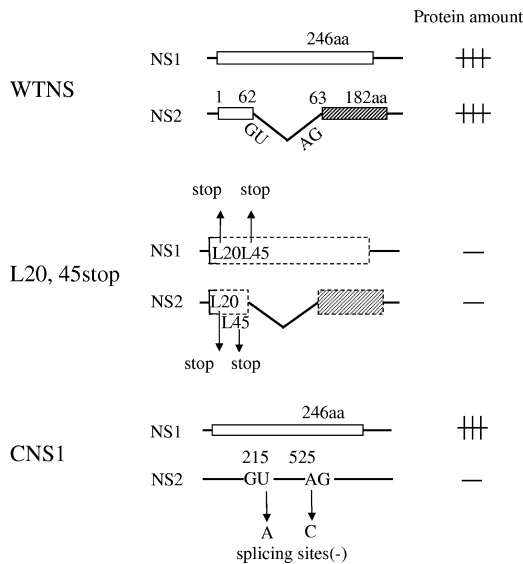 Protein amount
246aa
NS1
WTNS
1 62 63 182aa
NS2
GU AG
stop stop
NS1
L20L45
L20, 45stop
NS2
L20
L45
stop stop
246aa
NS1
CNS1
215 525
NS2 GU AG
A C
splicing sites(-)